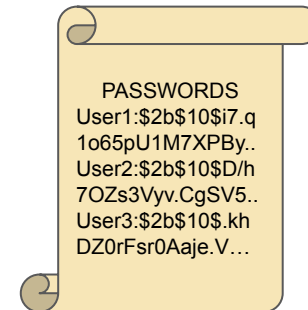 PASSWORDS
User1:$2b$10$i7.q
1o65pU1M7XPBy..
User2:$2b$10$D/h
7OZs3Vyv.CgSV5..
User3:$2b$10$.kh
DZ0rFsr0Aaje.V…